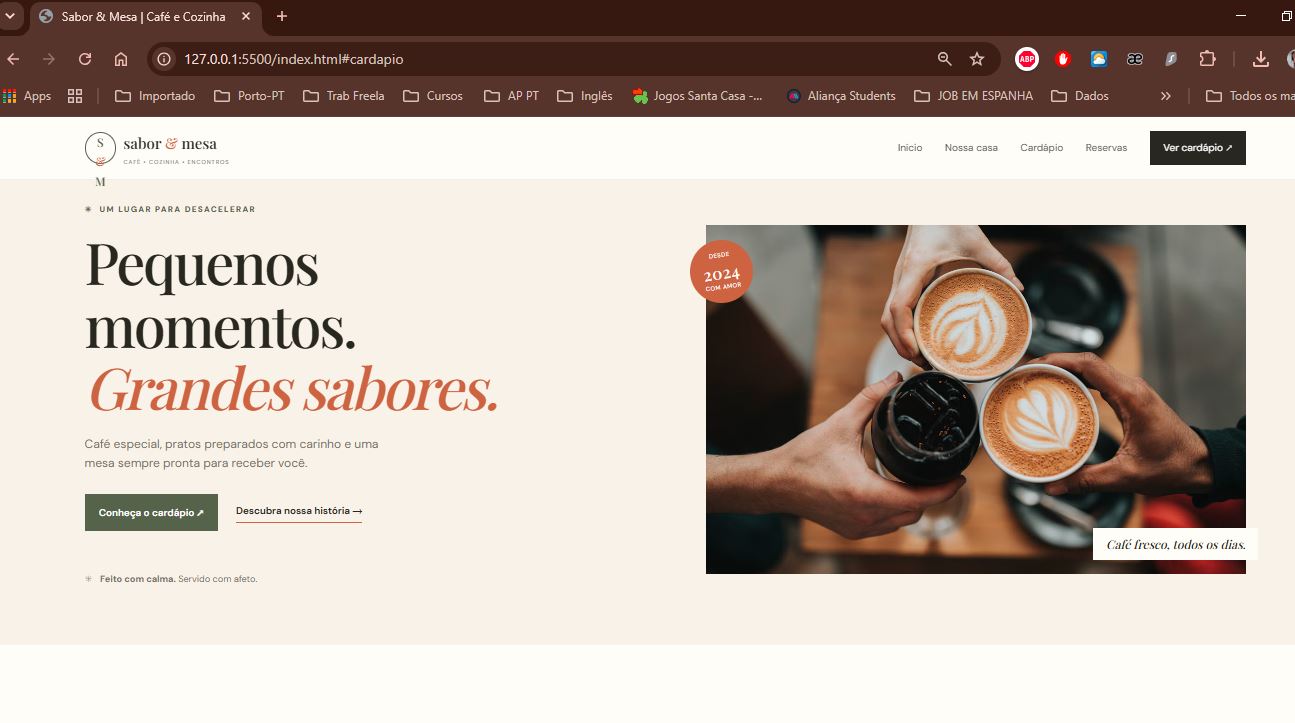 Sabor & Mesa | Café e Cozinha
127.0.0.1:5500/index.html#cardapio
ABP
Apps
Importado
Porto-PT
Trab Freela
Cursos
AP PT
Inglês
Jogos Santa Casa -...
Aliança Students
JOB EM ESPANHA
Dados
Todos os ma
S
&
M
sabor & mesa
CAFÉ • COZINHA • ENCONTROS
Início
Nossa casa
Cardápio
Reservas
Ver cardápio ↗
✳ UM LUGAR PARA DESACELERAR
Pequenos
momentos.
Grandes sabores.
Café especial, pratos preparados com carinho e uma
mesa sempre pronta para receber você.
Conheça o cardápio ↗
Descubra nossa história →
✳ Feito com calma. Servido com afeto.
DESDE
2024
COM AMOR
Café fresco, todos os dias.